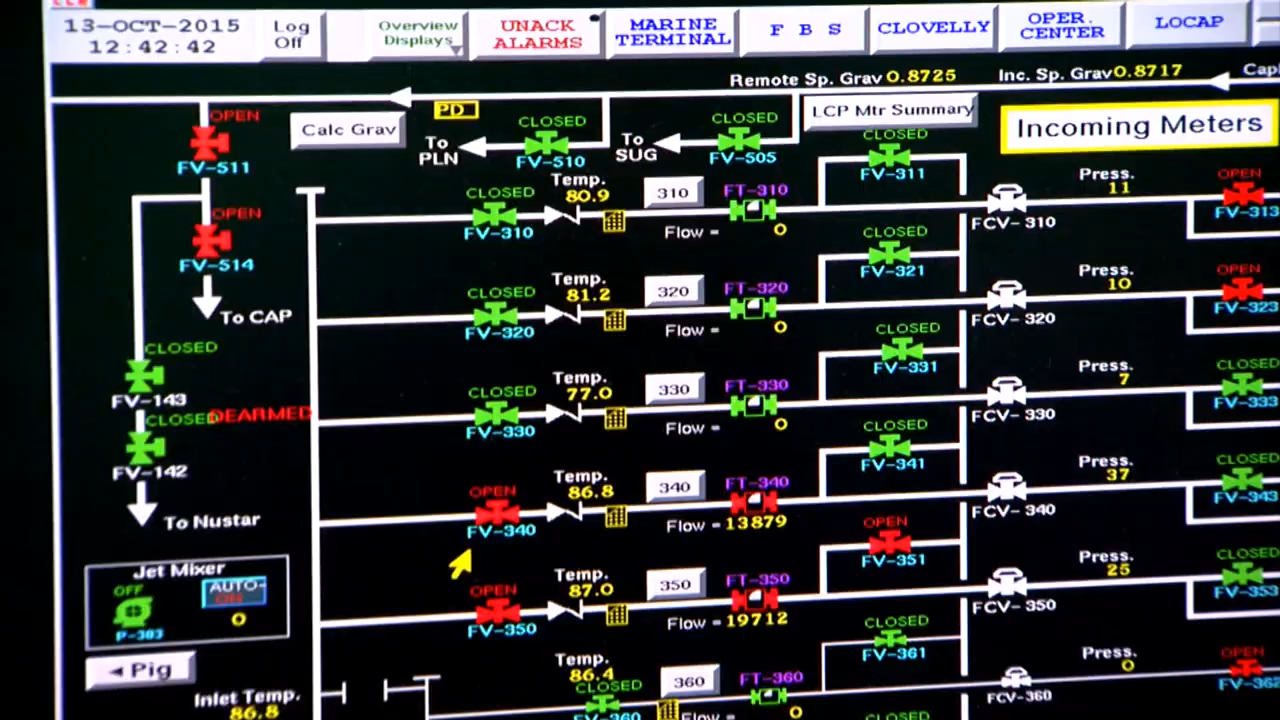 13-OCT-2015
12:42:42
Log Off
Overview Displays
UNACK ALARMS
MARINE TERMINAL
F B S
CLOVELLY
OPER. CENTER
LOCAP
Remote Sp. Grav 0.8725
Inc. Sp. Grav 0.8717
OPEN
FV-511
Calc Grav
PD
To PLN
CLOSED
FV-510
To SUG
CLOSED
FV-505
LCP Mtr Summary
Incoming Meters
CLOSED
FV-311
OPEN
FV-514
To CAP
CLOSED
FV-310
Temp.
80.9
310
FT-310
Flow = 0
FCV-310
Press.
11
OPEN
FV-313
CLOSED
FV-321
CLOSED
FV-320
Temp.
81.2
320
FT-320
Flow = 0
FCV-320
Press.
10
OPEN
FV-323
CLOSED
FV-331
CLOSED
FV-143
CLOSED
DEARMED
FV-142
To Nustar
CLOSED
FV-330
Temp.
77.0
330
FT-330
Flow = 0
FCV-330
Press.
7
CLOSED
FV-333
CLOSED
FV-341
OPEN
FV-340
Temp.
86.8
340
FT-340
Flow = 13879
FCV-340
Press.
37
CLOSED
FV-343
OPEN
FV-351
Jet Mixer
OFF
P-303
AUTO-
ON
0
OPEN
FV-350
Temp.
87.0
350
FT-350
Flow = 19712
FCV-350
Press.
25
CLOSED
FV-353
CLOSED
FV-361
Pig
Inlet Temp.
86.8
Temp.
86.4
CLOSED
FV-360
360
FT-360
Flow = 0
FCV-360
Press.
0
OPEN
FV-363
CLOSED